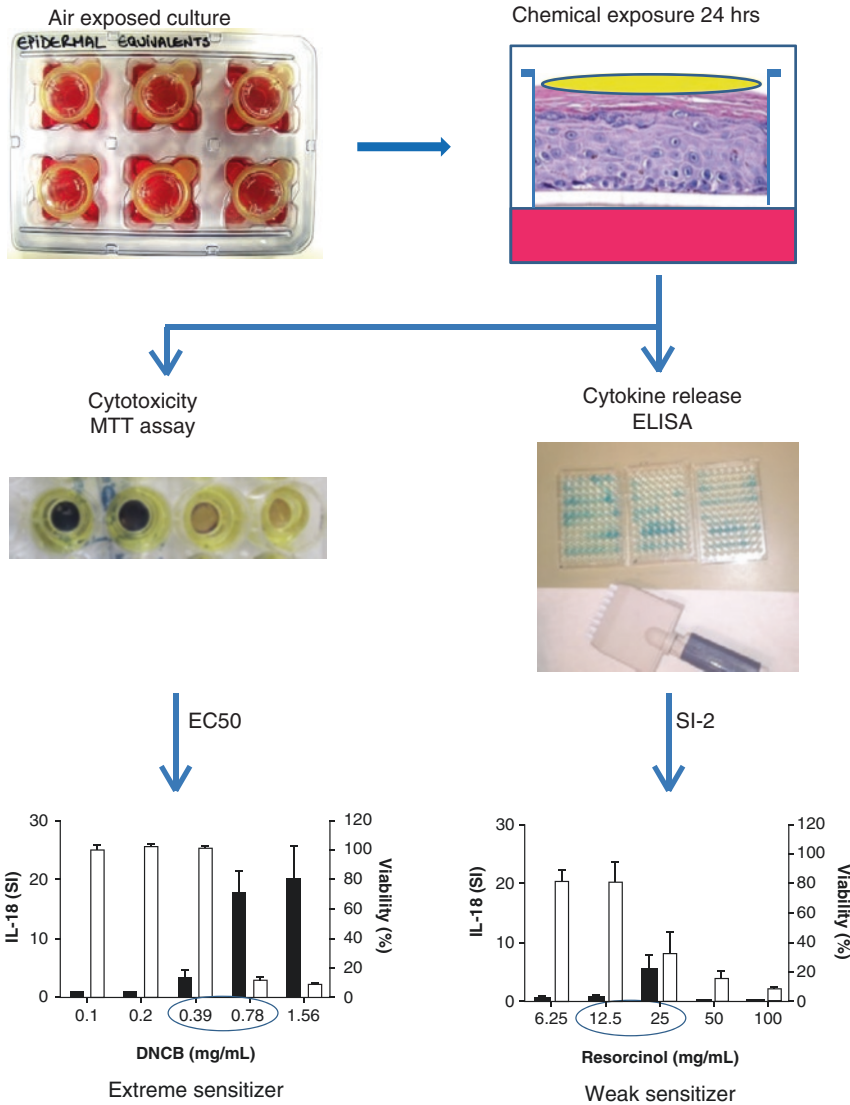 Air exposed culture
Chemical exposure 24 hrs
EPiDERMAL EQUIVALENTS
Cytotoxicity
MTT assay
Cytokine release
ELISA
EC50
SI-2
30
20
10
0
IL-18 (SI)
120
100
80
60
40
20
0
Viability (%)
0.1 0.2 0.39 0.78 1.56
DNCB (mg/mL)
Extreme sensitizer
30
20
10
0
IL-18 (SI)
120
100
80
60
40
20
0
Viability (%)
6.25 12.5 25 50 100
Resorcinol (mg/mL)
Weak sensitizer